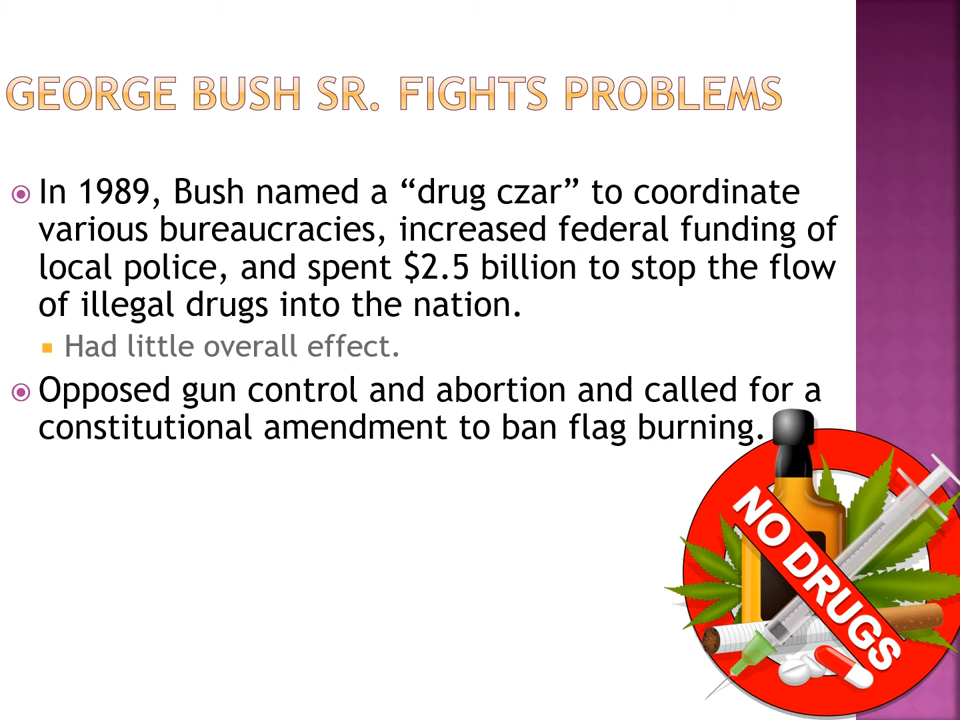 GEORGE BUSH SR. FIGHTS PROBLEMS
In 1989, Bush named a “drug czar” to coordinate
various bureaucracies, increased federal funding of
local police, and spent $2.5 billion to stop the flow
of illegal drugs into the nation.
Had little overall effect.
Opposed gun control and abortion and called for a
constitutional amendment to ban flag burning.
NO DRUGS